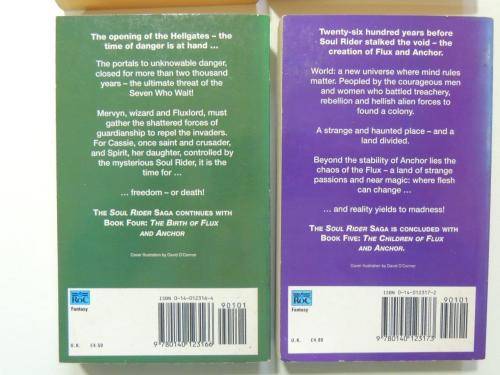 The opening of the Hellgates – the
time of danger is at hand ...
The portals to unknowable danger,
closed for more than two thousand
years – the ultimate threat of the
Seven Who Wait!
Mervyn, wizard and Fluxlord, must
gather the shattered forces of
guardianship to repel the invaders.
For Cassie, once saint and crusader,
and Spirit, her daughter, controlled by
the mysterious Soul Rider, it is the
time for ...
... freedom – or death!
THE SOUL RIDER SAGA CONTINUES WITH
BOOK FOUR: THE BIRTH OF FLUX
AND ANCHOR
Cover illustration by David O'Connor
ROC
Fantasy
U.K. £4.50
ISBN 0-14-012316-4
90101
9 780140 123166
Twenty-six hundred years before
Soul Rider stalked the void – the
creation of Flux and Anchor.
World: a new universe where mind rules
matter. Peopled by the courageous men
and women who battled treachery,
rebellion and hellish alien forces to
found a colony.
A strange and haunted place – and a
land divided.
Beyond the stability of Anchor lies the
chaos of the Flux – a land of strange
passions and near magic: where flesh
can change ...
... and reality yields to madness!
THE SOUL RIDER SAGA IS CONCLUDED WITH
BOOK FIVE: THE CHILDREN OF FLUX
AND ANCHOR.
Cover illustration by David O'Connor
ROC
Fantasy
U.K. £4.99
ISBN 0-14-012317-2
90101
9 780140 123173